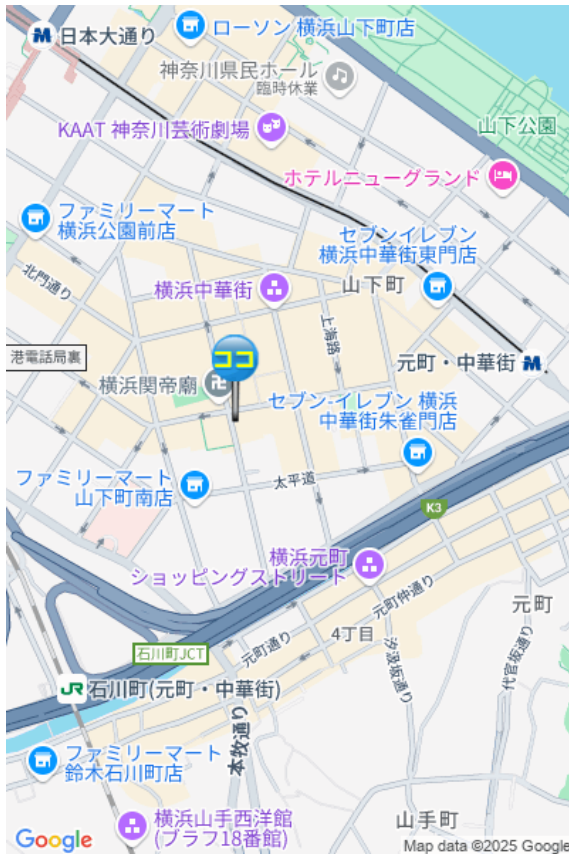 日本大通り
ローソン 横浜山下町店
神奈川県民ホール
臨時休業
KAAT 神奈川芸術劇場
山下公園
ホテルニューグランド
ファミリーマート
横浜公園前店
セブンイレブン
横浜中華街東門店
北門通り
横浜中華街
山下町
上海路
港電話局裏
ココ
元町・中華街
横浜関帝廟
セブン-イレブン 横浜
中華街朱雀門店
ファミリーマート
山下町南店
太平道
K3
横浜元町
ショッピングストリート
元町仲通り
元町
元町通り
4丁目
汐汲坂通り
代官坂通り
石川町JCT
JR 石川町(元町・中華街)
本牧通り
ファミリーマート
鈴木石川町店
横浜山手西洋館
(ブラフ18番館)
山手町
Google
Map data ©2025 Google